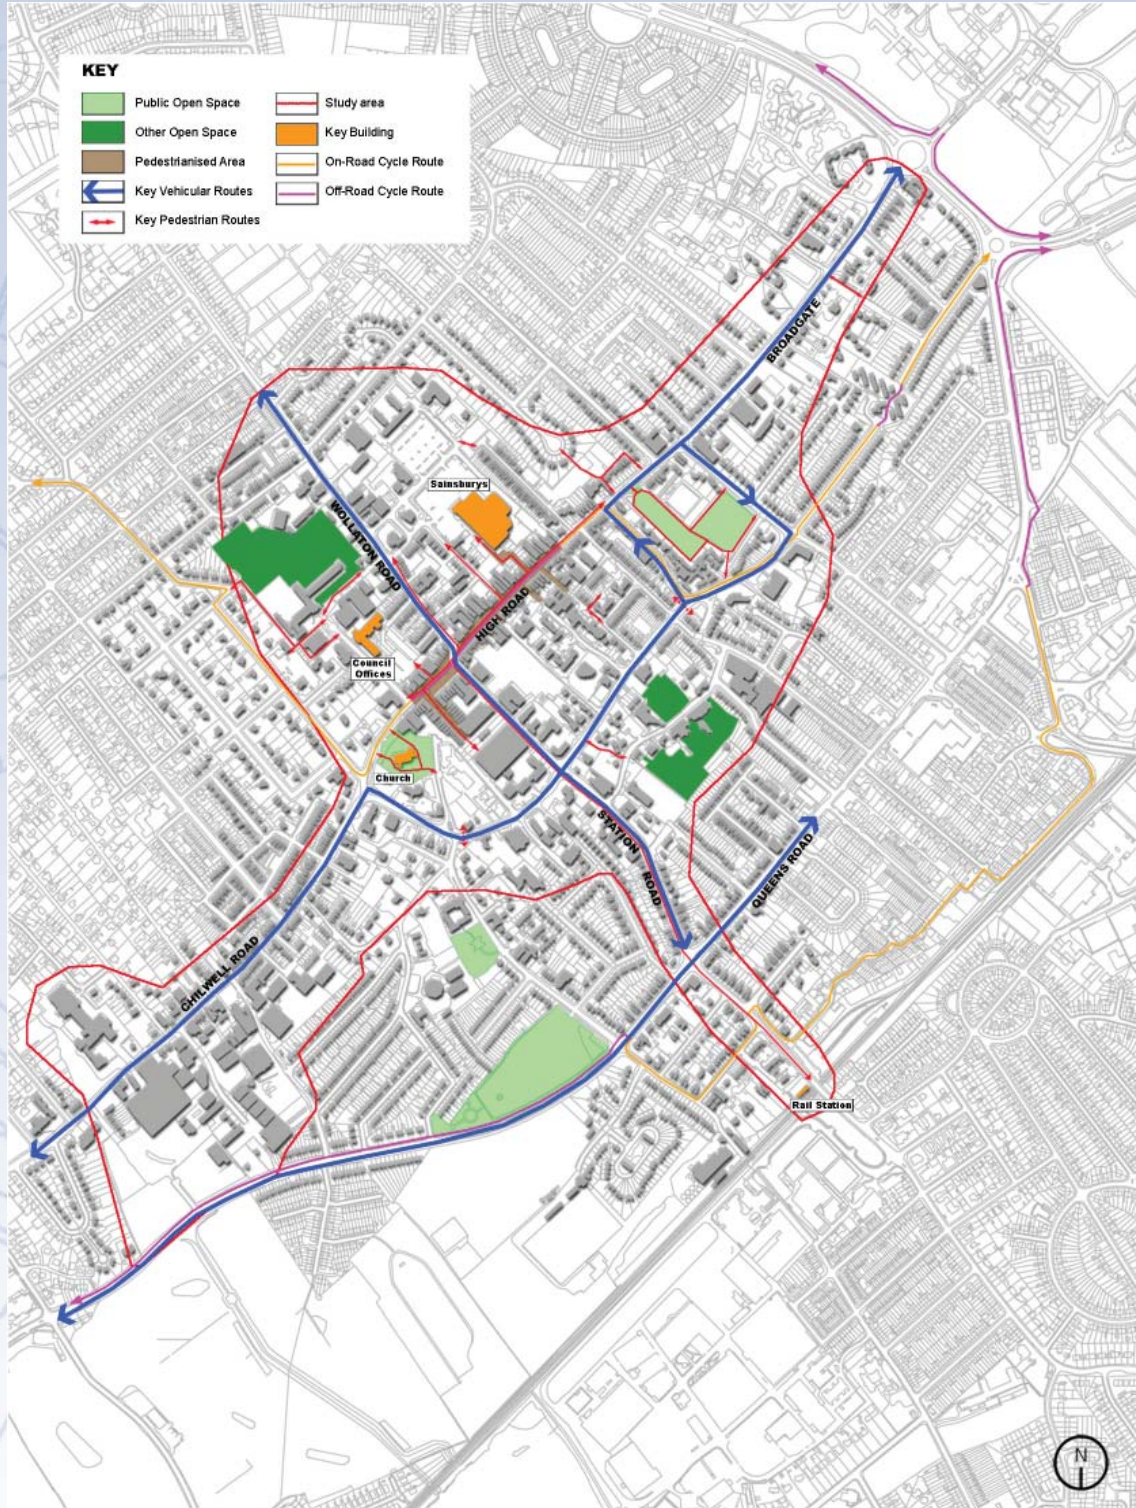 KEY
Public Open Space
Study area
Other Open Space
Key Building
Pedestrianised Area
On-Road Cycle Route
Key Vehicular Routes
Off-Road Cycle Route
Key Pedestrian Routes
BROADGATE
Sainsburys
WOLLATON ROAD
HIGH ROAD
Council
Offices
Church
STATION
ROAD
QUEENS ROAD
CHILWELL ROAD
Rail Station
N